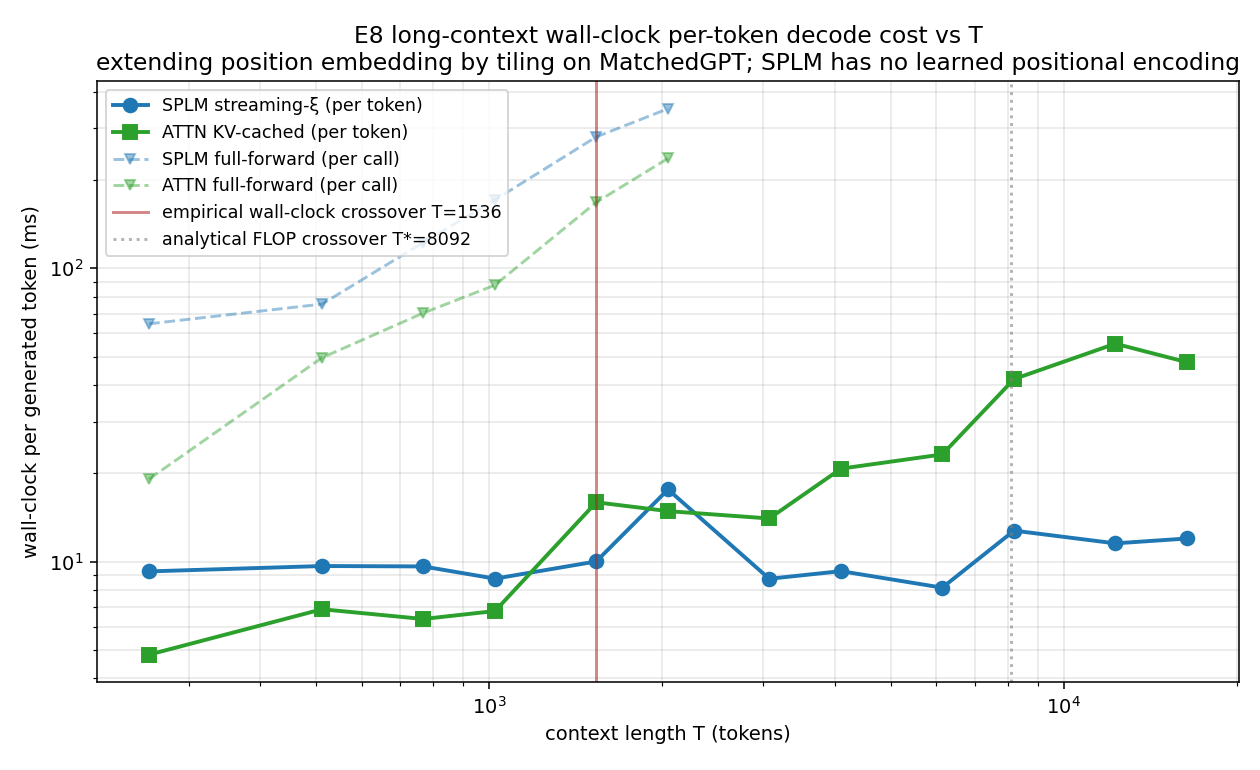 E8 long-context wall-clock per-token decode cost vs T
extending position embedding by tiling on MatchedGPT; SPLM has no learned positional encoding
SPLM streaming-ξ (per token)
ATTN KV-cached (per token)
SPLM full-forward (per call)
ATTN full-forward (per call)
empirical wall-clock crossover T=1536
analytical FLOP crossover T*=8092
wall-clock per generated token (ms)
10²
10¹
10³
10⁴
context length T (tokens)